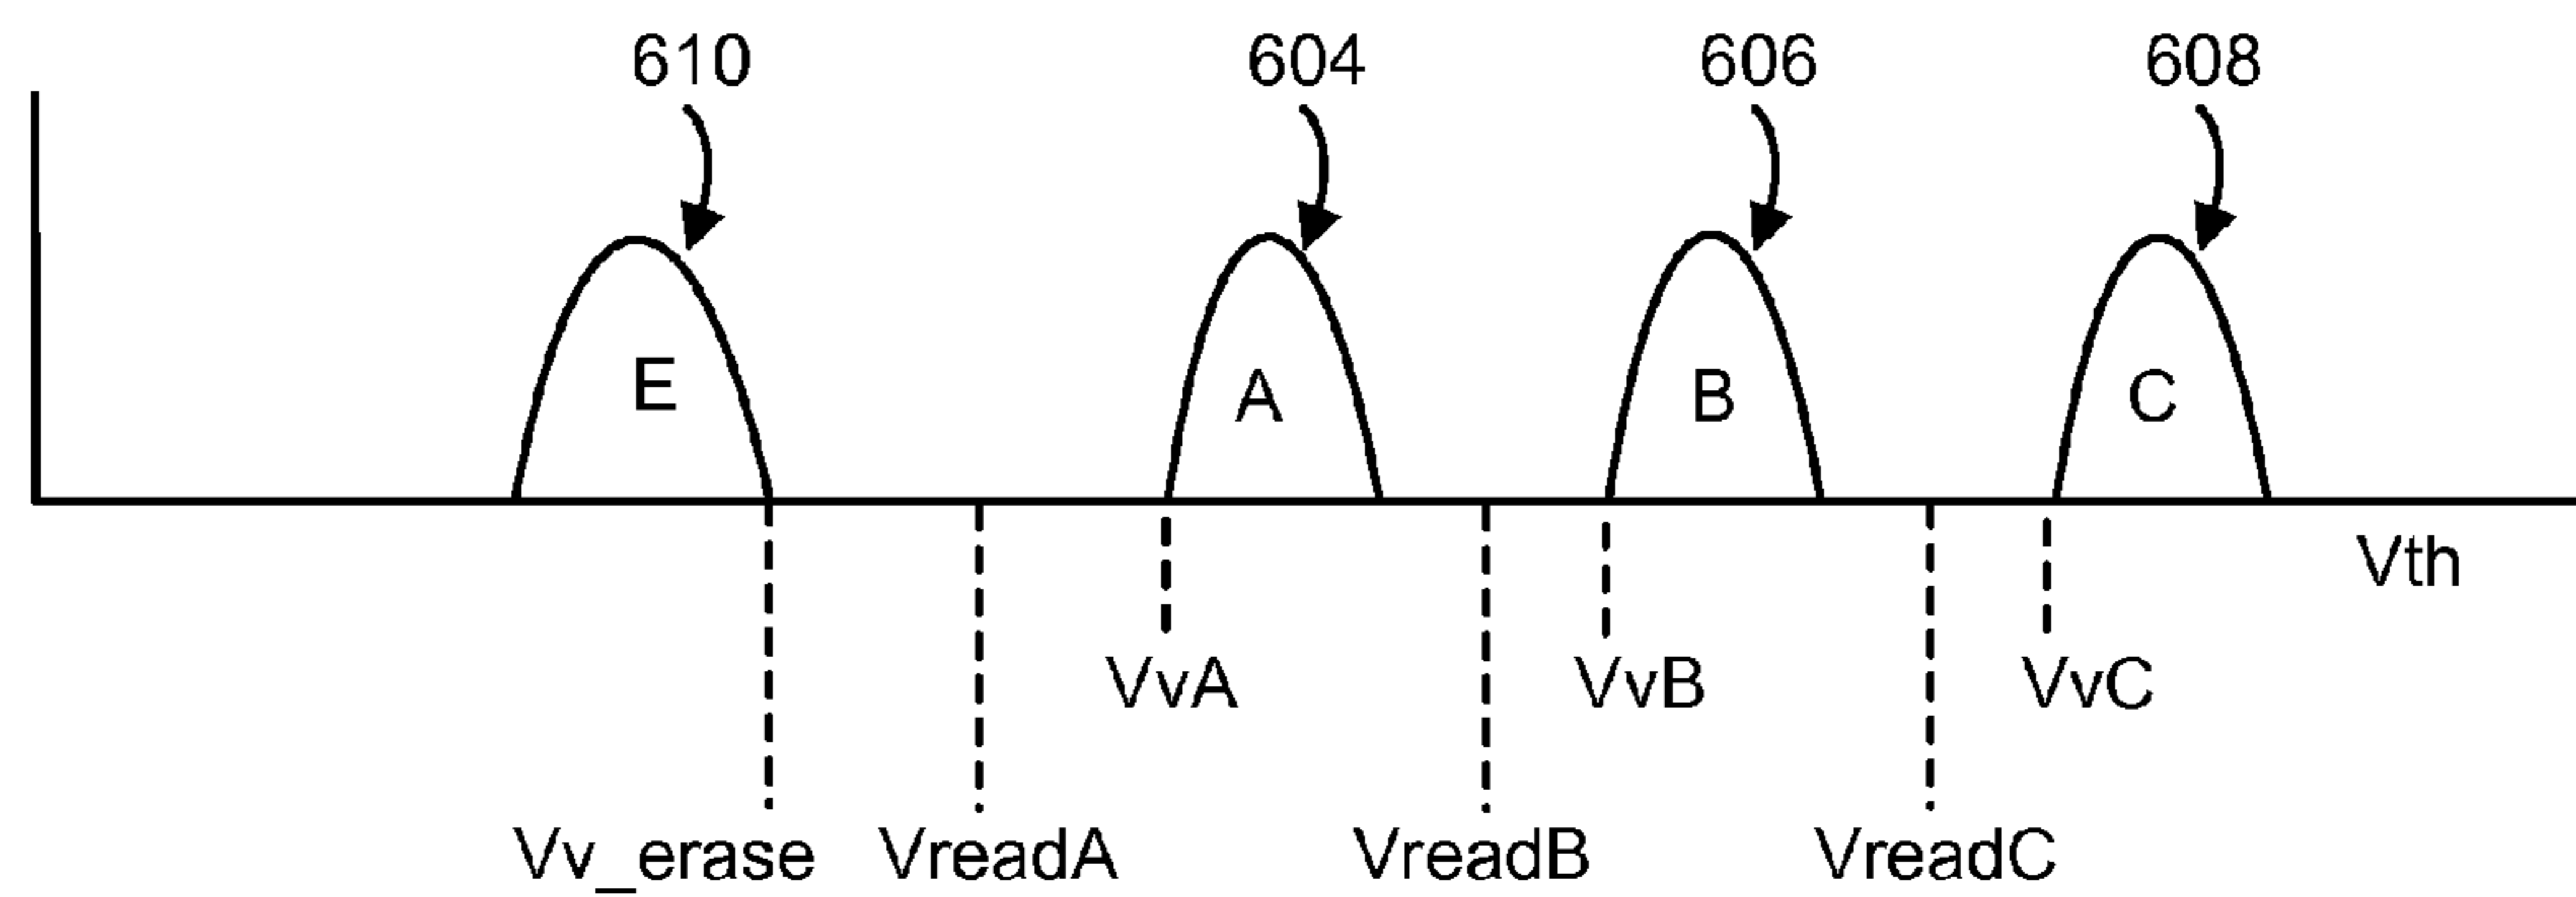 610 604 606 608
E A B C
Vth
VvA VvB VvC
Vv_erase VreadA VreadB VreadC